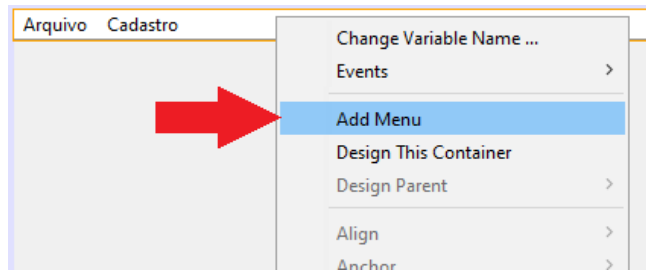 Arquivo Cadastro
Change Variable Name ...
Events
Add Menu
Design This Container
Design Parent
Align
Anchor